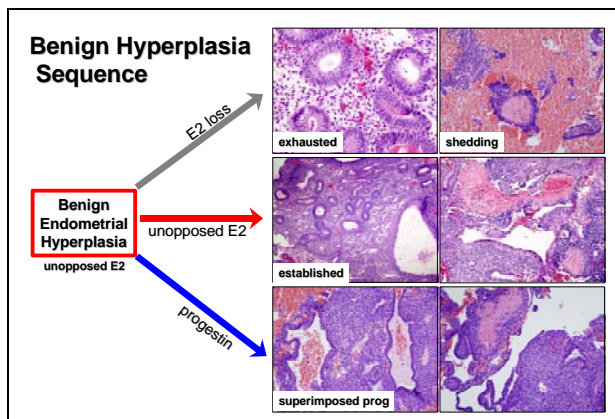 Benign Hyperplasia
Sequence
E2 loss
exhausted
shedding
Benign
Endometrial
Hyperplasia
unopposed E2
unopposed E2
established
progestin
superimposed prog